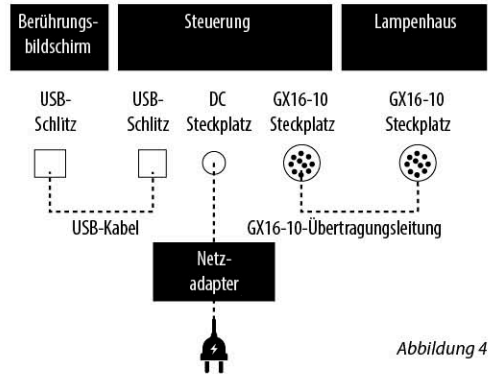 Berührungs-
bildschirm
Steuerung
Lampenhaus
USB-
Schlitz
USB-
Schlitz
DC
Steckplatz
GX16-10
Steckplatz
GX16-10
Steckplatz
USB-Kabel
GX16-10-Übertragungsleitung
Netz-
adapter
Abbildung 4